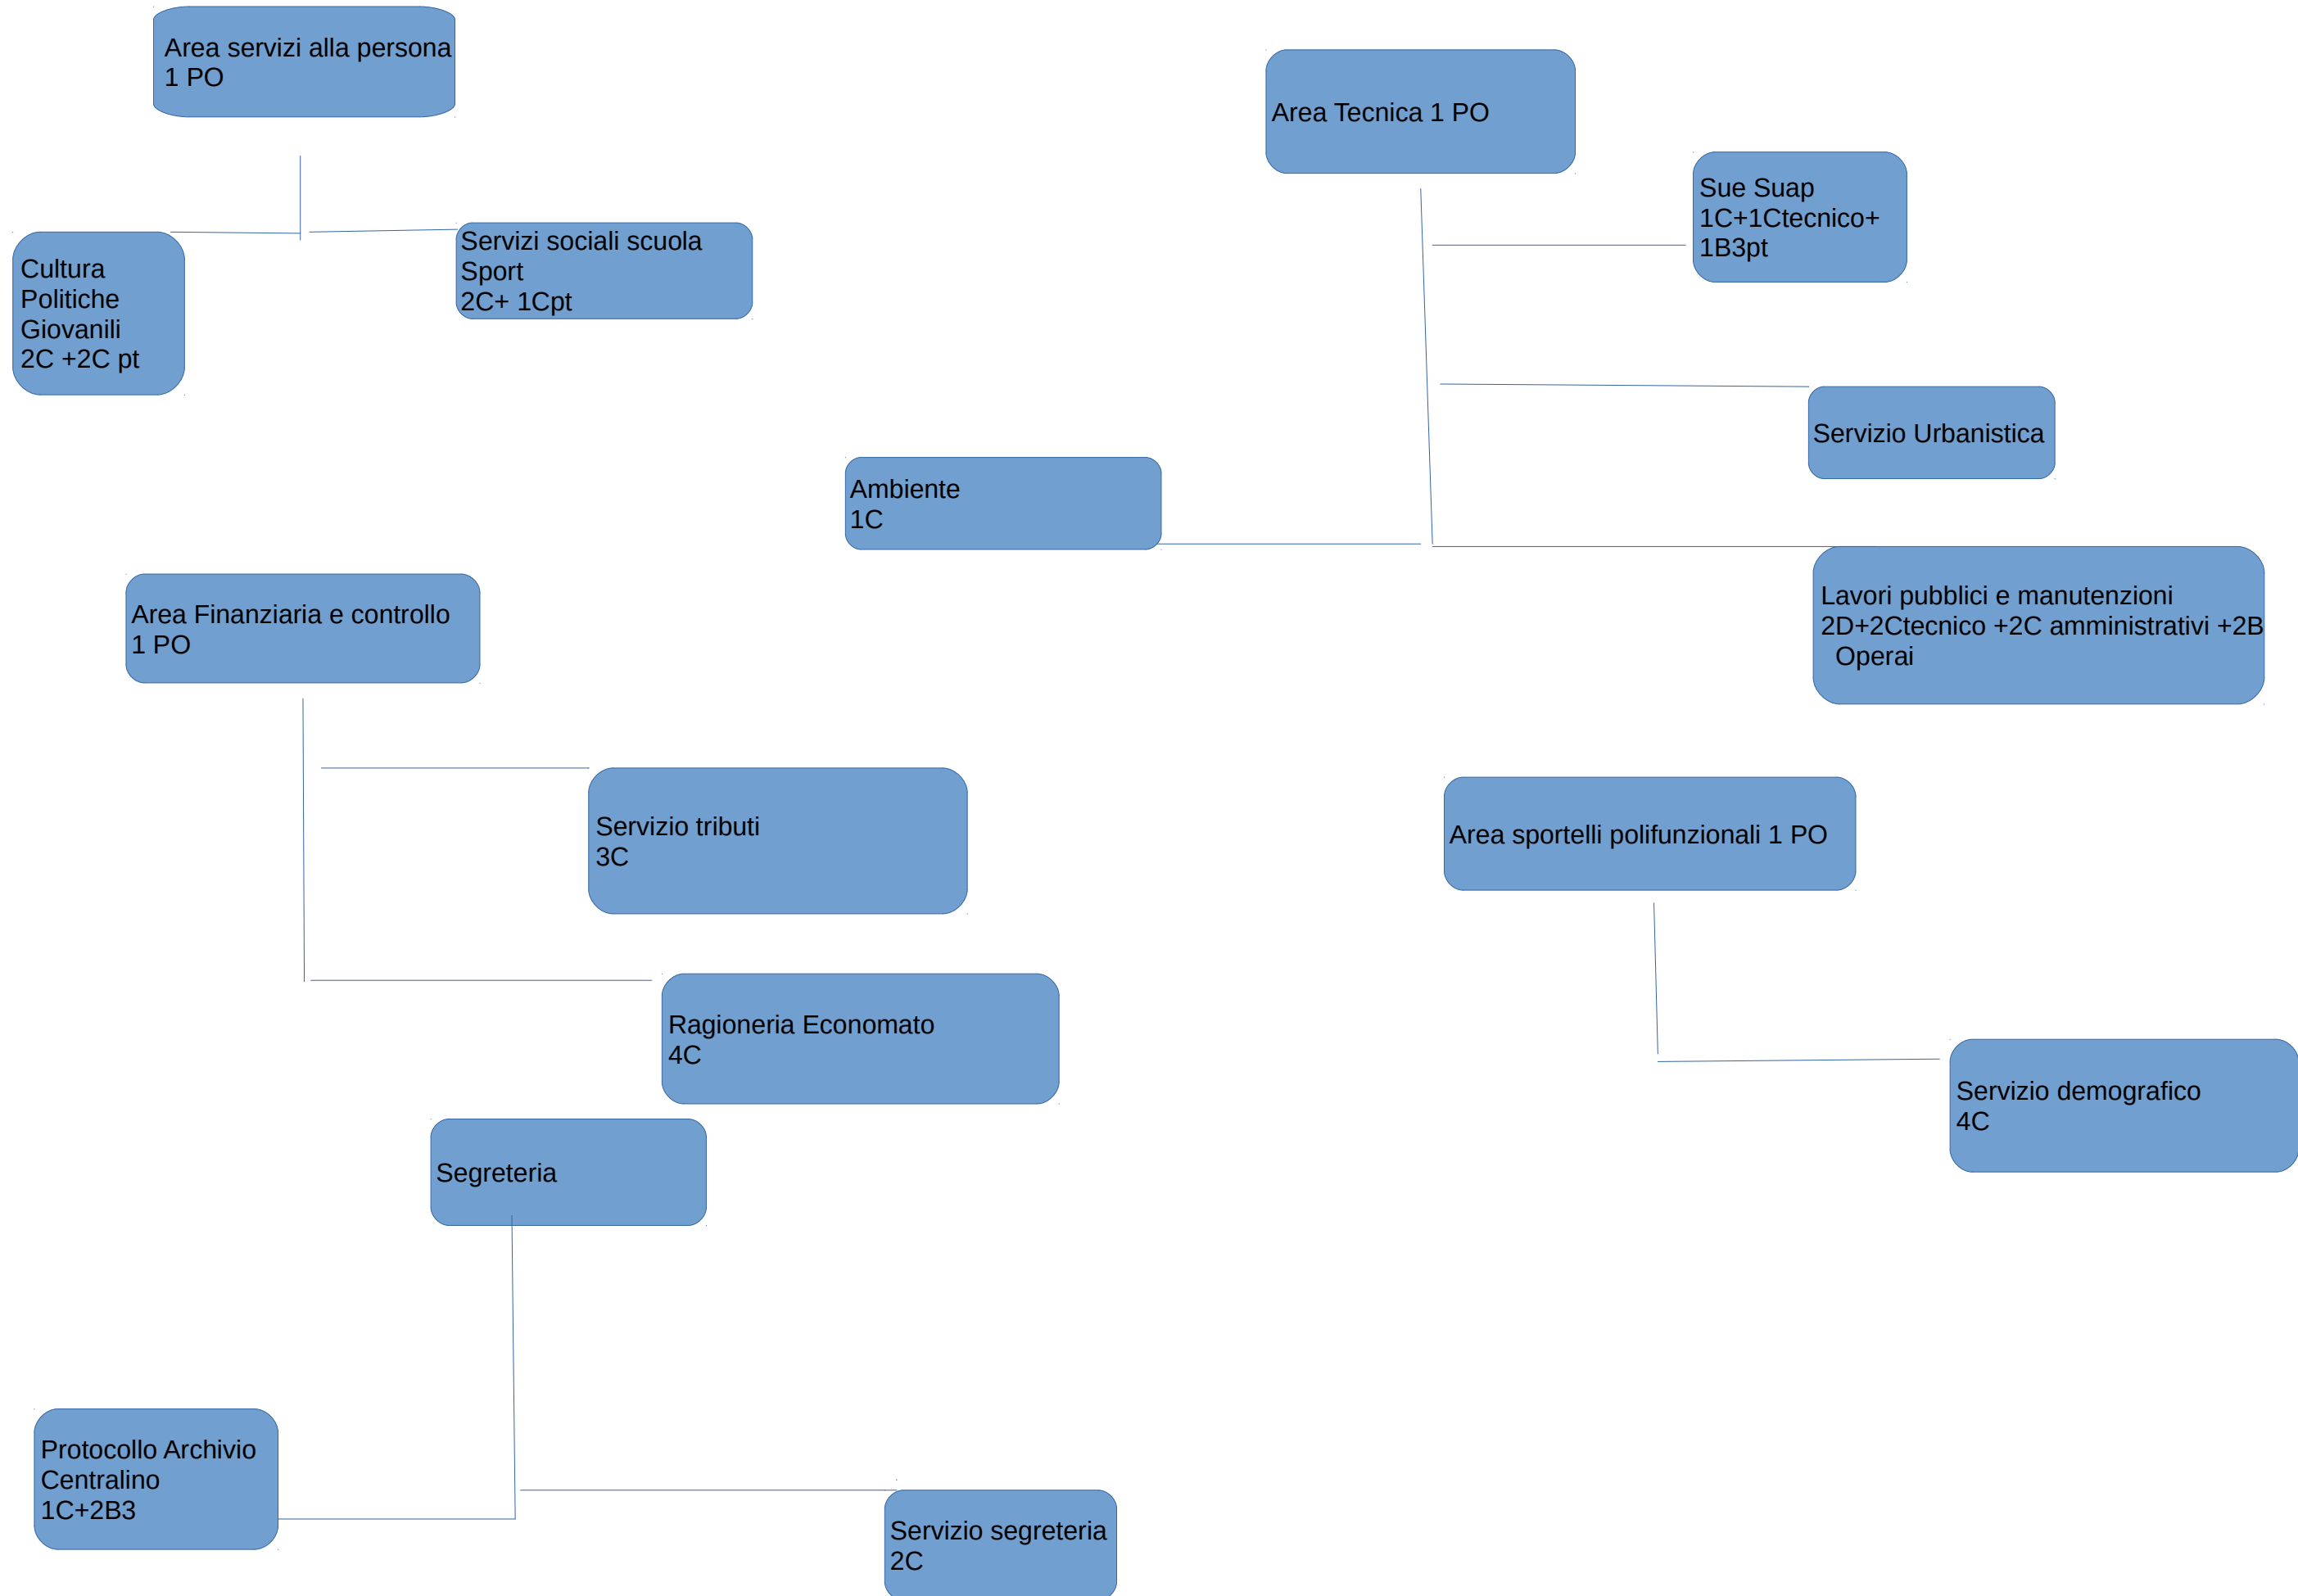 Area servizi alla persona
1 PO
Area Tecnica 1 PO
Sue Suap
1C+1Ctecnico+
1B3pt
Servizi sociali scuola
Sport
2C+ 1Cpt
Cultura
Politiche
Giovanili
2C +2C pt
Servizio Urbanistica
Ambiente
1C
Lavori pubblici e manutenzioni
2D+2Ctecnico +2C amministrativi +2B
Operai
Area Finanziaria e controllo
1 PO
Servizio tributi
3C
Area sportelli polifunzionali 1 PO
Ragioneria Economato
4C
Servizio demografico
4C
Segreteria
Protocollo Archivio
Centralino
1C+2B3
Servizio segreteria
2C